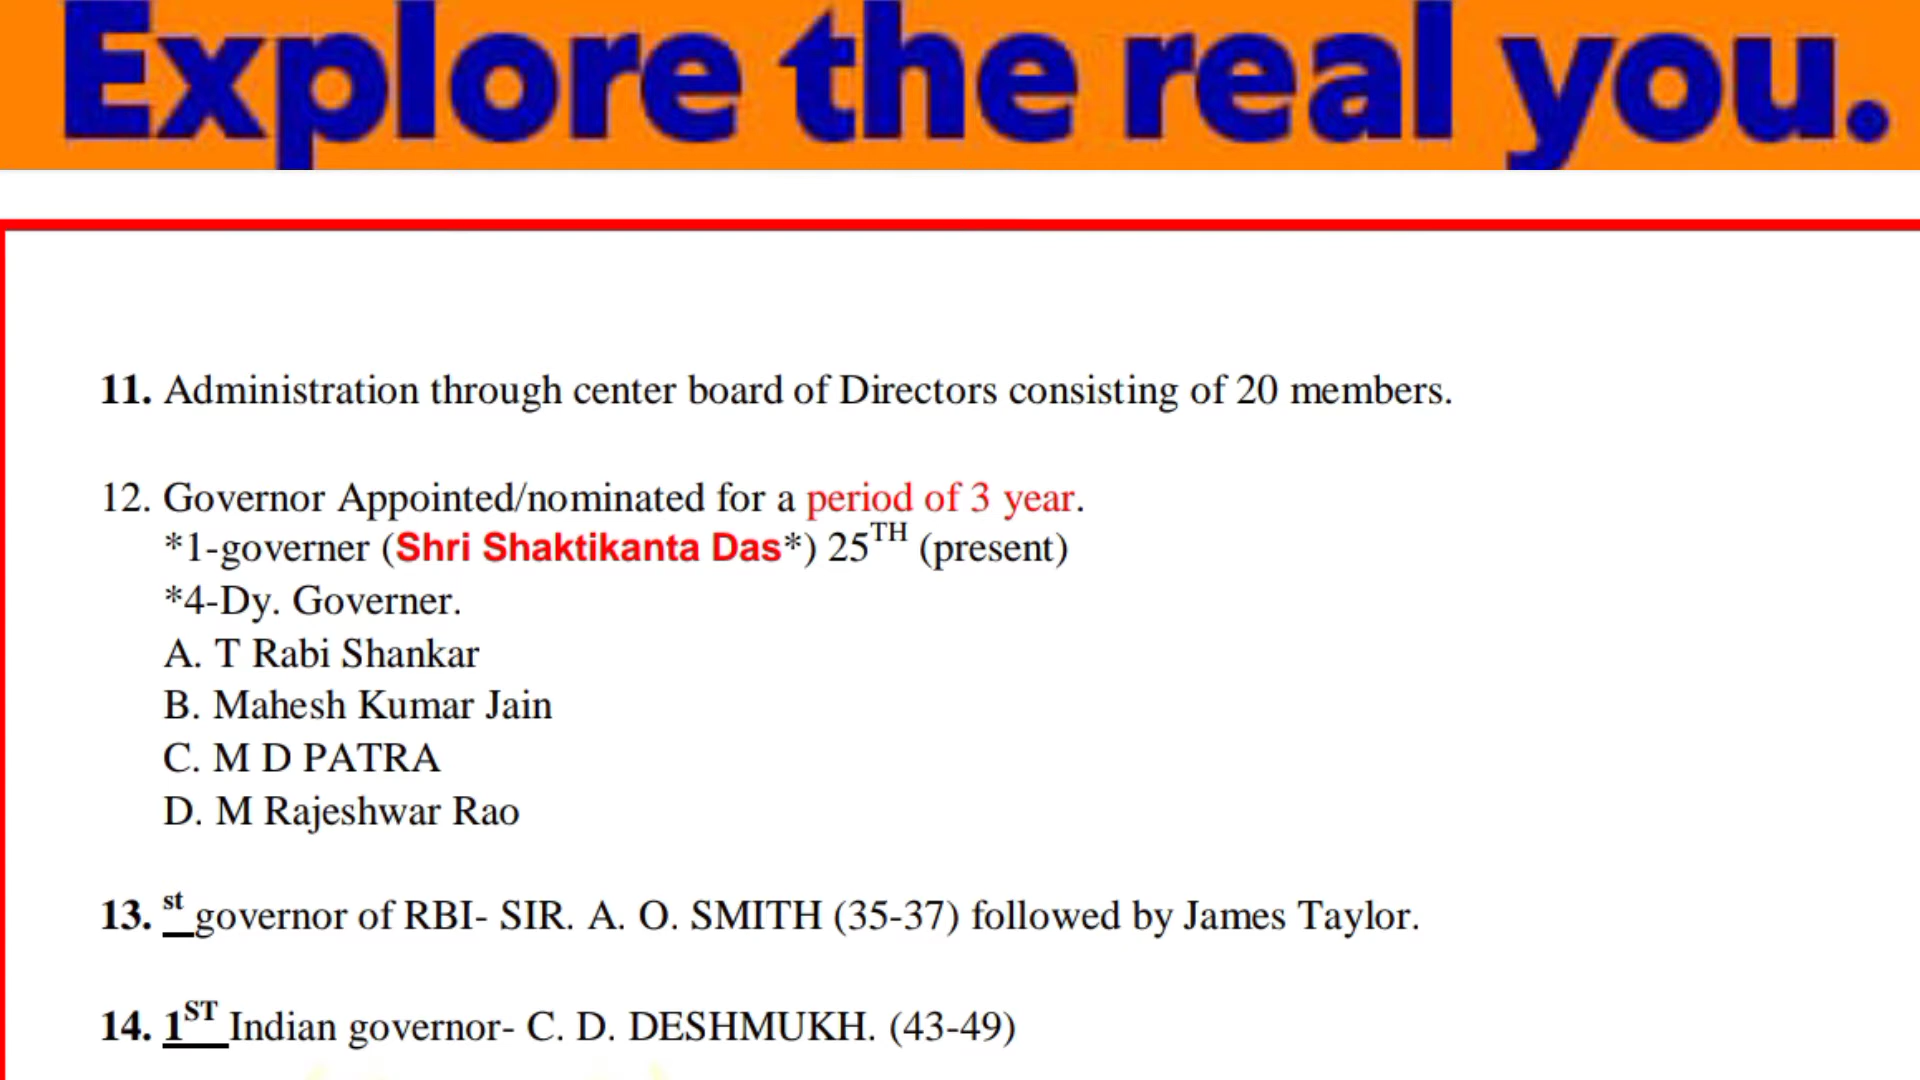 Explore the real you.
11. Administration through center board of Directors consisting of 20 members.
12. Governor Appointed/nominated for a period of 3 year.
*1-governer (Shri Shaktikanta Das*) 25TH (present)
*4-Dy. Governer.
A. T Rabi Shankar
B. Mahesh Kumar Jain
C. M D PATRA
D. M Rajeshwar Rao
13. st governor of RBI- SIR. A. O. SMITH (35-37) followed by James Taylor.
14. 1ST Indian governor- C. D. DESHMUKH. (43-49)